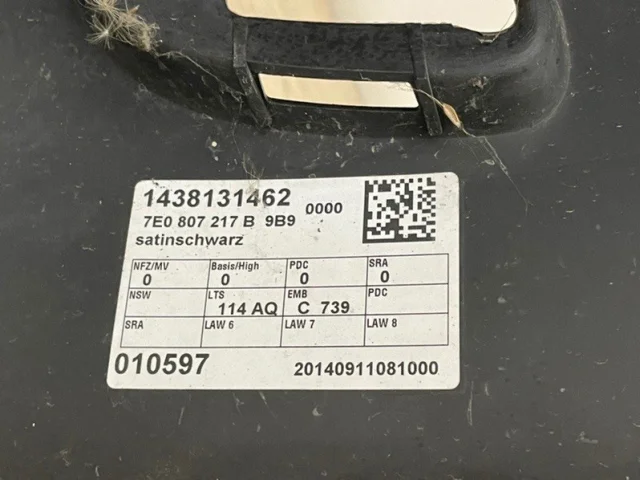 1438131462 0000
7E0 807 217 B 9B9
satinschwarz
NFZ/MV Basis/High PDC SRA
0 0 0 0
NSW LTS EMB PDC
114 AQ C 739
SRA LAW 6 LAW 7 LAW 8
010597 20140911081000